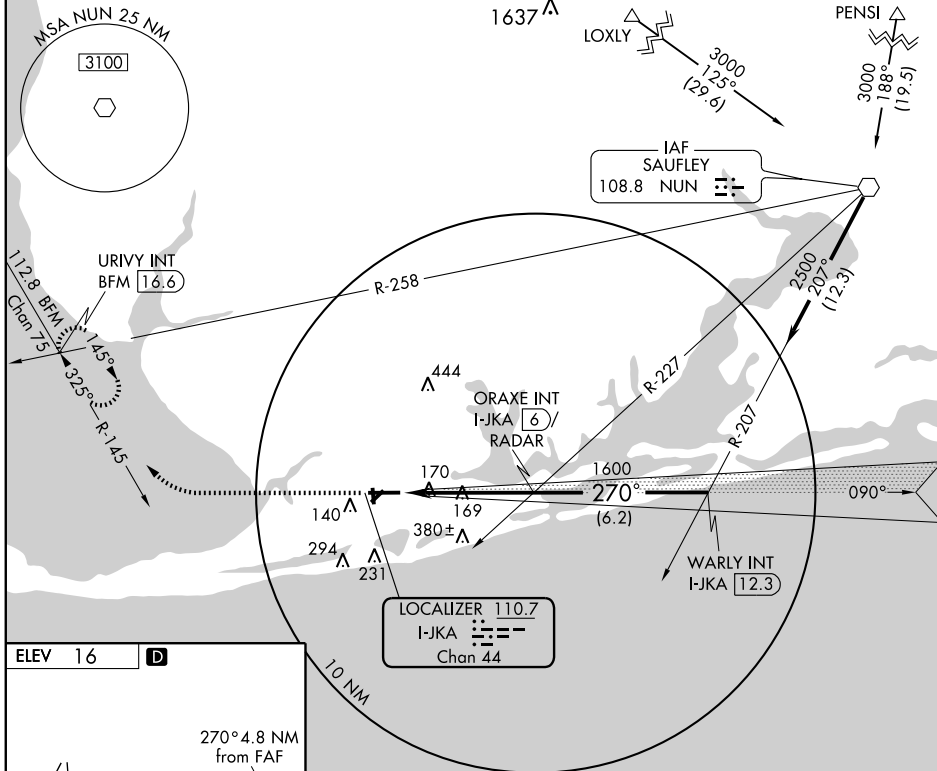 MSA NUN 25 NM
3100
1637
LOXLY
3000
125°
(29.6)
PENSI
3000
188°
(19.5)
IAF
SAUFLEY
108.8 NUN
2500
207°
(12.3)
URIVY INT
BFM 16.6
112.8 BFM
Chan 75
145°
325°
R-145
R-258
R-227
R-207
444
ORAXE INT
I-JKA 6/
RADAR
170
169
1600
270°
(6.2)
090°
140
380±
294
231
WARLY INT
I-JKA 12.3
LOCALIZER 110.7
I-JKA
Chan 44
10 NM
ELEV 16 D
270° 4.8 NM
from FAF